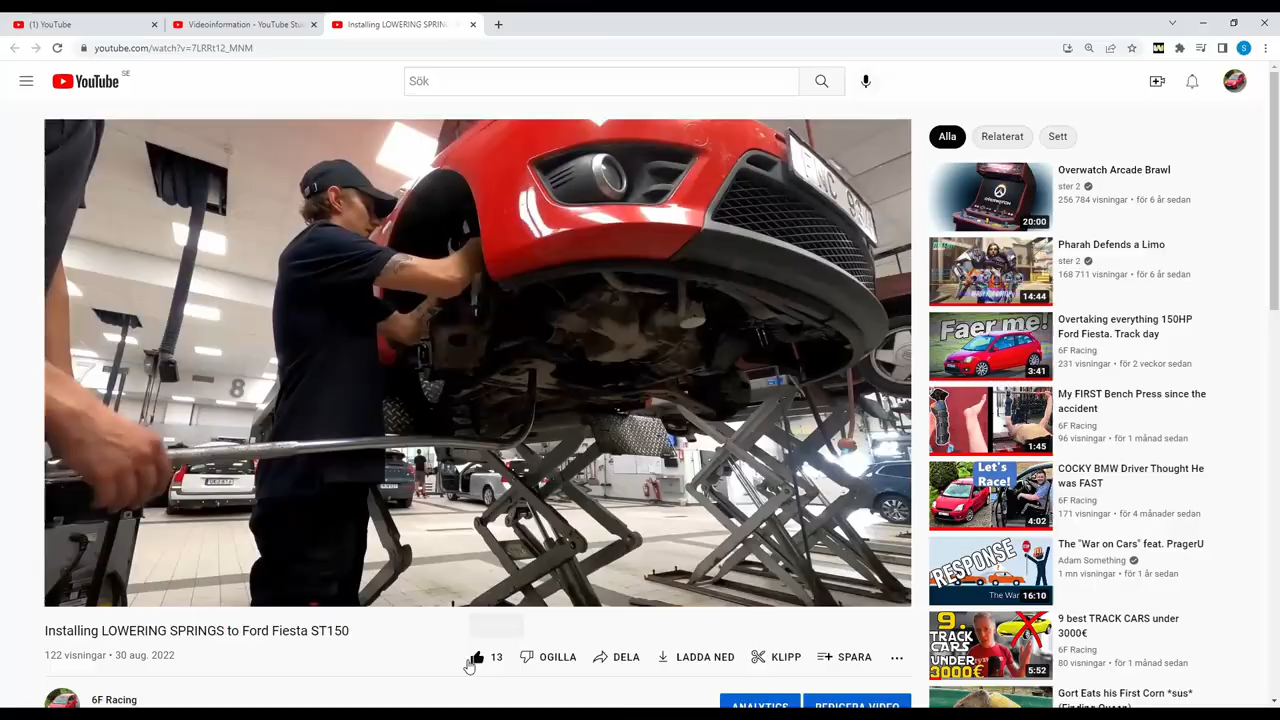 (1) YouTube
Videoinformation - YouTube Stu
Installing LOWERING SPRING
youtube.com/watch?v=7LRRt12_MNM
S
YouTube SE
Sök
Alla
Relaterat
Sett
Overwatch Arcade Brawl
ster 2
256 784 visningar • för 6 år sedan
20:00
Pharah Defends a Limo
ster 2
168 711 visningar • för 6 år sedan
14:44
Faer me!
3:41
Overtaking everything 150HP
Ford Fiesta. Track day
6F Racing
231 visningar • för 2 veckor sedan
My FIRST Bench Press since the
accident
6F Racing
96 visningar • för 1 månad sedan
1:45
Let's
Race!
4:02
COCKY BMW Driver Thought He
was FAST
6F Racing
171 visningar • för 4 månader sedan
RESPONSE
The War
16:10
The "War on Cars" feat. PragerU
Adam Something
1 mn visningar • för 1 år sedan
9.
TRACK
CARS
UNDER
3000€
5:52
9 best TRACK CARS under
3000€
6F Racing
80 visningar • för 1 månad sedan
Gort Eats his First Corn *sus*
8
Installing LOWERING SPRINGS to Ford Fiesta ST150
122 visningar • 30 aug. 2022
13
OGILLA
DELA
LADDA NED
KLIPP
SPARA
6F Racing
ANALYTICS
REDIGERA VIDEO